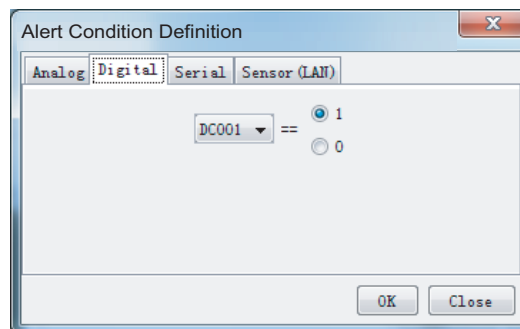 Alert Condition Definition
Analog Digital Serial Sensor (LAN)
DC001 == 1
0
OK Close